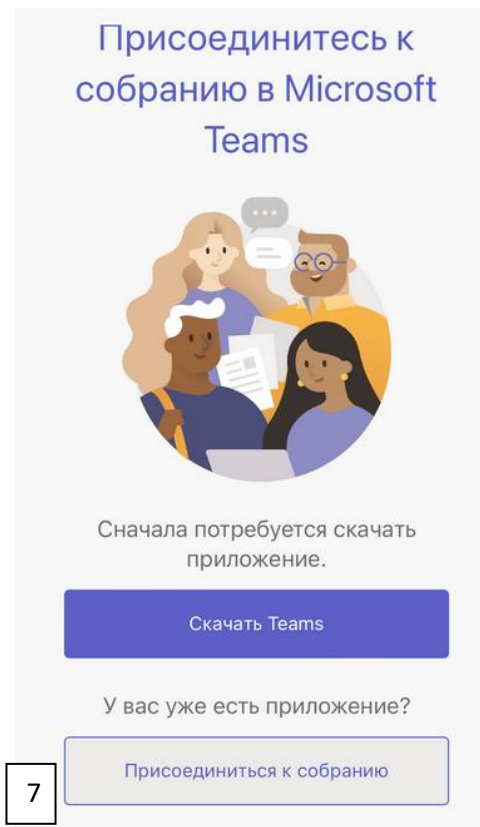 Присоединитесь к
собранию в Microsoft
Teams
Сначала потребуется скачать
приложение.
Скачать Teams
У вас уже есть приложение?
Присоединиться к собранию
7